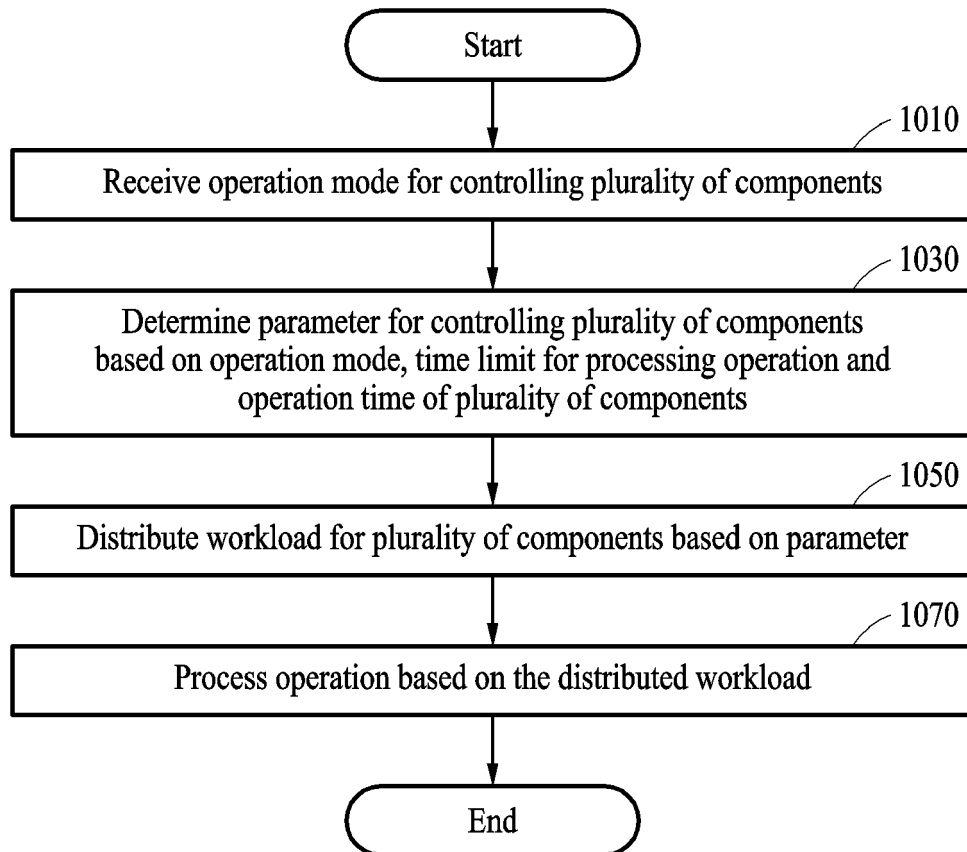 Start
1010
Receive operation mode for controlling plurality of components
1030
Determine parameter for controlling plurality of components
based on operation mode, time limit for processing operation and
operation time of plurality of components
1050
Distribute workload for plurality of components based on parameter
1070
Process operation based on the distributed workload
End